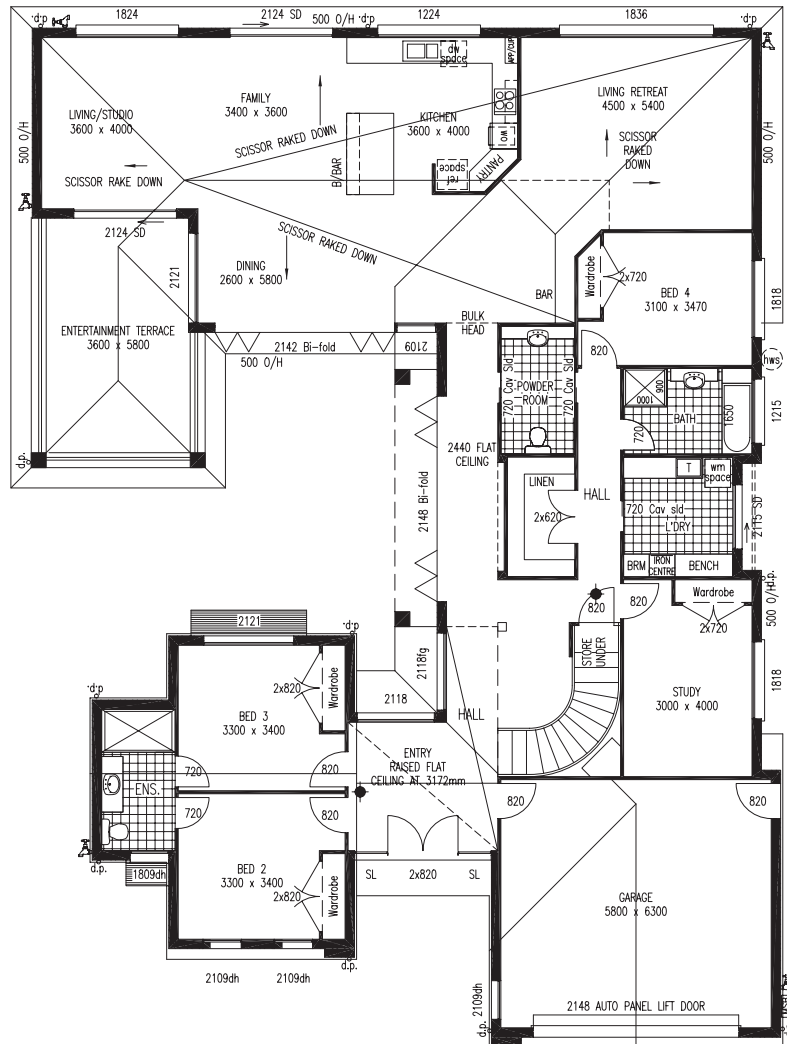 d.p.
1824
2124 SD
500 O/H
d.p.
1224
1836
d.p.
dw
space
APP/CUP
FAMILY
3400 x 3600
LIVING/STUDIO
3600 x 4000
KITCHEN
3600 x 4000
LIVING RETREAT
4500 x 5400
500 O/H
500 O/H
SCISSOR RAKED DOWN
SCISSOR
RAKED
DOWN
WO
B/BAR
ref
space
PANTRY
SCISSOR RAKE DOWN
2124 SD
SCISSOR RAKED DOWN
2121
DINING
2600 x 5800
Wardrobe
2x720
BED 4
3100 x 3470
1818
BAR
BULK
HEAD
ENTERTAINMENT TERRACE
3600 x 5800
2142 Bi-fold
500 O/H
2109
820
hws
720 Cav Sld
POWDER
ROOM
720 Cav Sld
900
1000
BATH
1650
1215
720
2440 FLAT
CEILING
d.p.
2148 Bi-fold
LINEN
2x620
HALL
T
wm
space
720 Cav sld
L'DRY
2115 SD
BRM
IRON
CENTRE
BENCH
d.p.
820
820
Wardrobe
2x720
500 O/H
2121
d.p.
STORE
UNDER
2118fg
2118
HALL
STUDY
3000 x 4000
1818
d.p.
2x820
Wardrobe
BED 3
3300 x 3400
ENTRY
RAISED FLAT
CEILING AT 3172mm
720
820
ENS.
720
820
820
820
d.p.
1809dh
BED 2
3300 x 3400
2x820
Wardrobe
SL
2x820
SL
GARAGE
5800 x 6300
d.p.
2109dh
2109dh
2109dh
2148 AUTO PANEL LIFT DOOR
d.p.